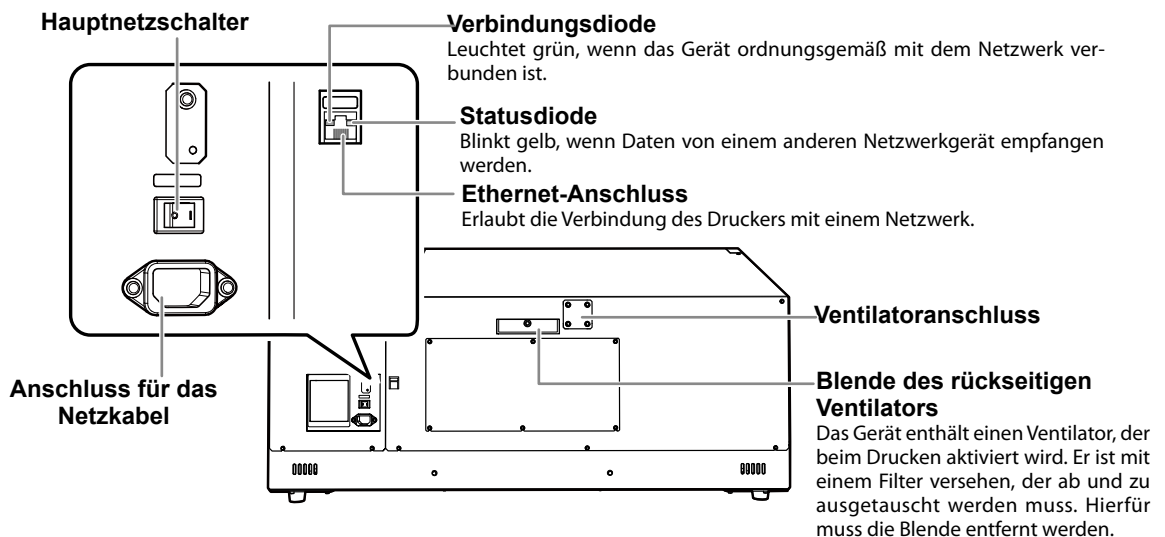 Hauptnetzschalter
Verbindungsdiode
Leuchtet grün, wenn das Gerät ordnungsgemäß mit dem Netzwerk ver-
bunden ist.
Statusdiode
Blinkt gelb, wenn Daten von einem anderen Netzwerkgerät empfangen
werden.
Ethernet-Anschluss
Erlaubt die Verbindung des Druckers mit einem Netzwerk.
Ventilatoranschluss
Anschluss für das
Netzkabel
Blende des rückseitigen
Ventilators
Das Gerät enthält einen Ventilator, der
beim Drucken aktiviert wird. Er ist mit
einem Filter versehen, der ab und zu
ausgetauscht werden muss. Hierfür
muss die Blende entfernt werden.